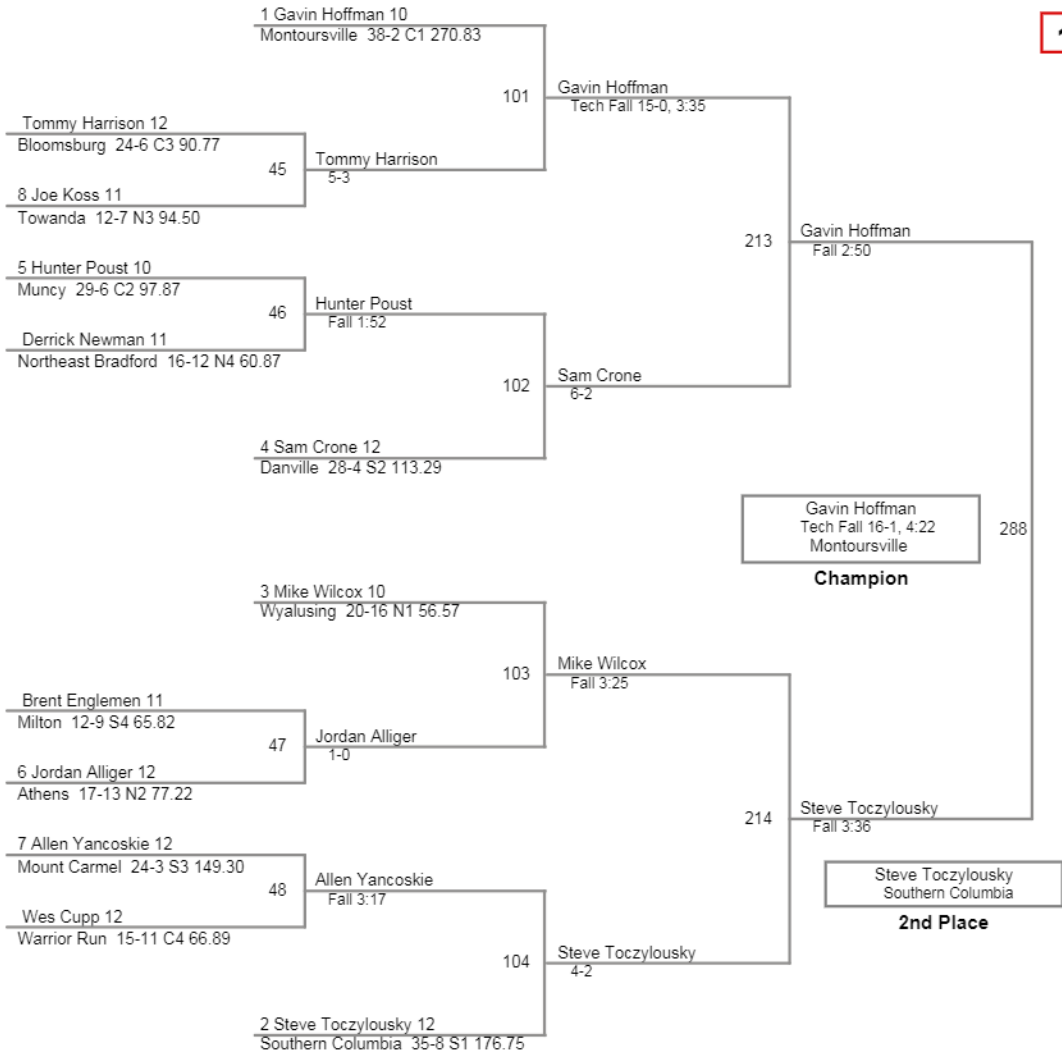 1 Gavin Hoffman 10
Montoursville 38-2 C1 270.83
101
Gavin Hoffman
Tech Fall 15-0, 3:35
Tommy Harrison 12
Bloomsburg 24-6 C3 90.77
45
Tommy Harrison
5-3
8 Joe Koss 11
Towanda 12-7 N3 94.50
213
Gavin Hoffman
Fall 2:50
5 Hunter Poust 10
Muncy 29-6 C2 97.87
46
Hunter Poust
Fall 1:52
Derrick Newman 11
Northeast Bradford 16-12 N4 60.87
102
Sam Crone
6-2
4 Sam Crone 12
Danville 28-4 S2 113.29
Gavin Hoffman
Tech Fall 16-1, 4:22
Montoursville
288
Champion
3 Mike Wilcox 10
Wyalusing 20-16 N1 56.57
103
Mike Wilcox
Fall 3:25
Brent Englemen 11
Milton 12-9 S4 65.82
47
Jordan Alliger
1-0
6 Jordan Alliger 12
Athens 17-13 N2 77.22
214
Steve Toczylousky
Fall 3:36
7 Allen Yancoskie 12
Mount Carmel 24-3 S3 149.30
48
Allen Yancoskie
Fall 3:17
Steve Toczylousky
Southern Columbia
2nd Place
Wes Cupp 12
Warrior Run 15-11 C4 66.89
104
Steve Toczylousky
4-2
2 Steve Toczylousky 12
Southern Columbia 35-8 S1 176.75